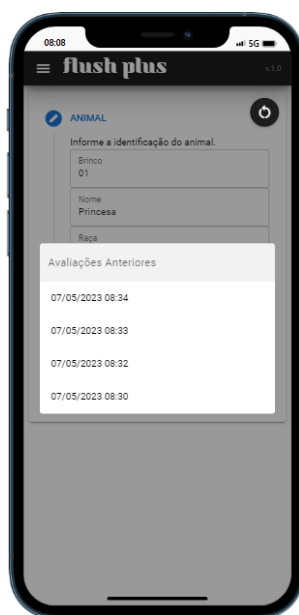 08:08
5G
flush plus
v.1.0
ANIMAL
Informe a identificação do animal.
Brinco
01
Nome
Princesa
Raça
Avaliações Anteriores
07/05/2023 08:34
07/05/2023 08:33
07/05/2023 08:32
07/05/2023 08:30